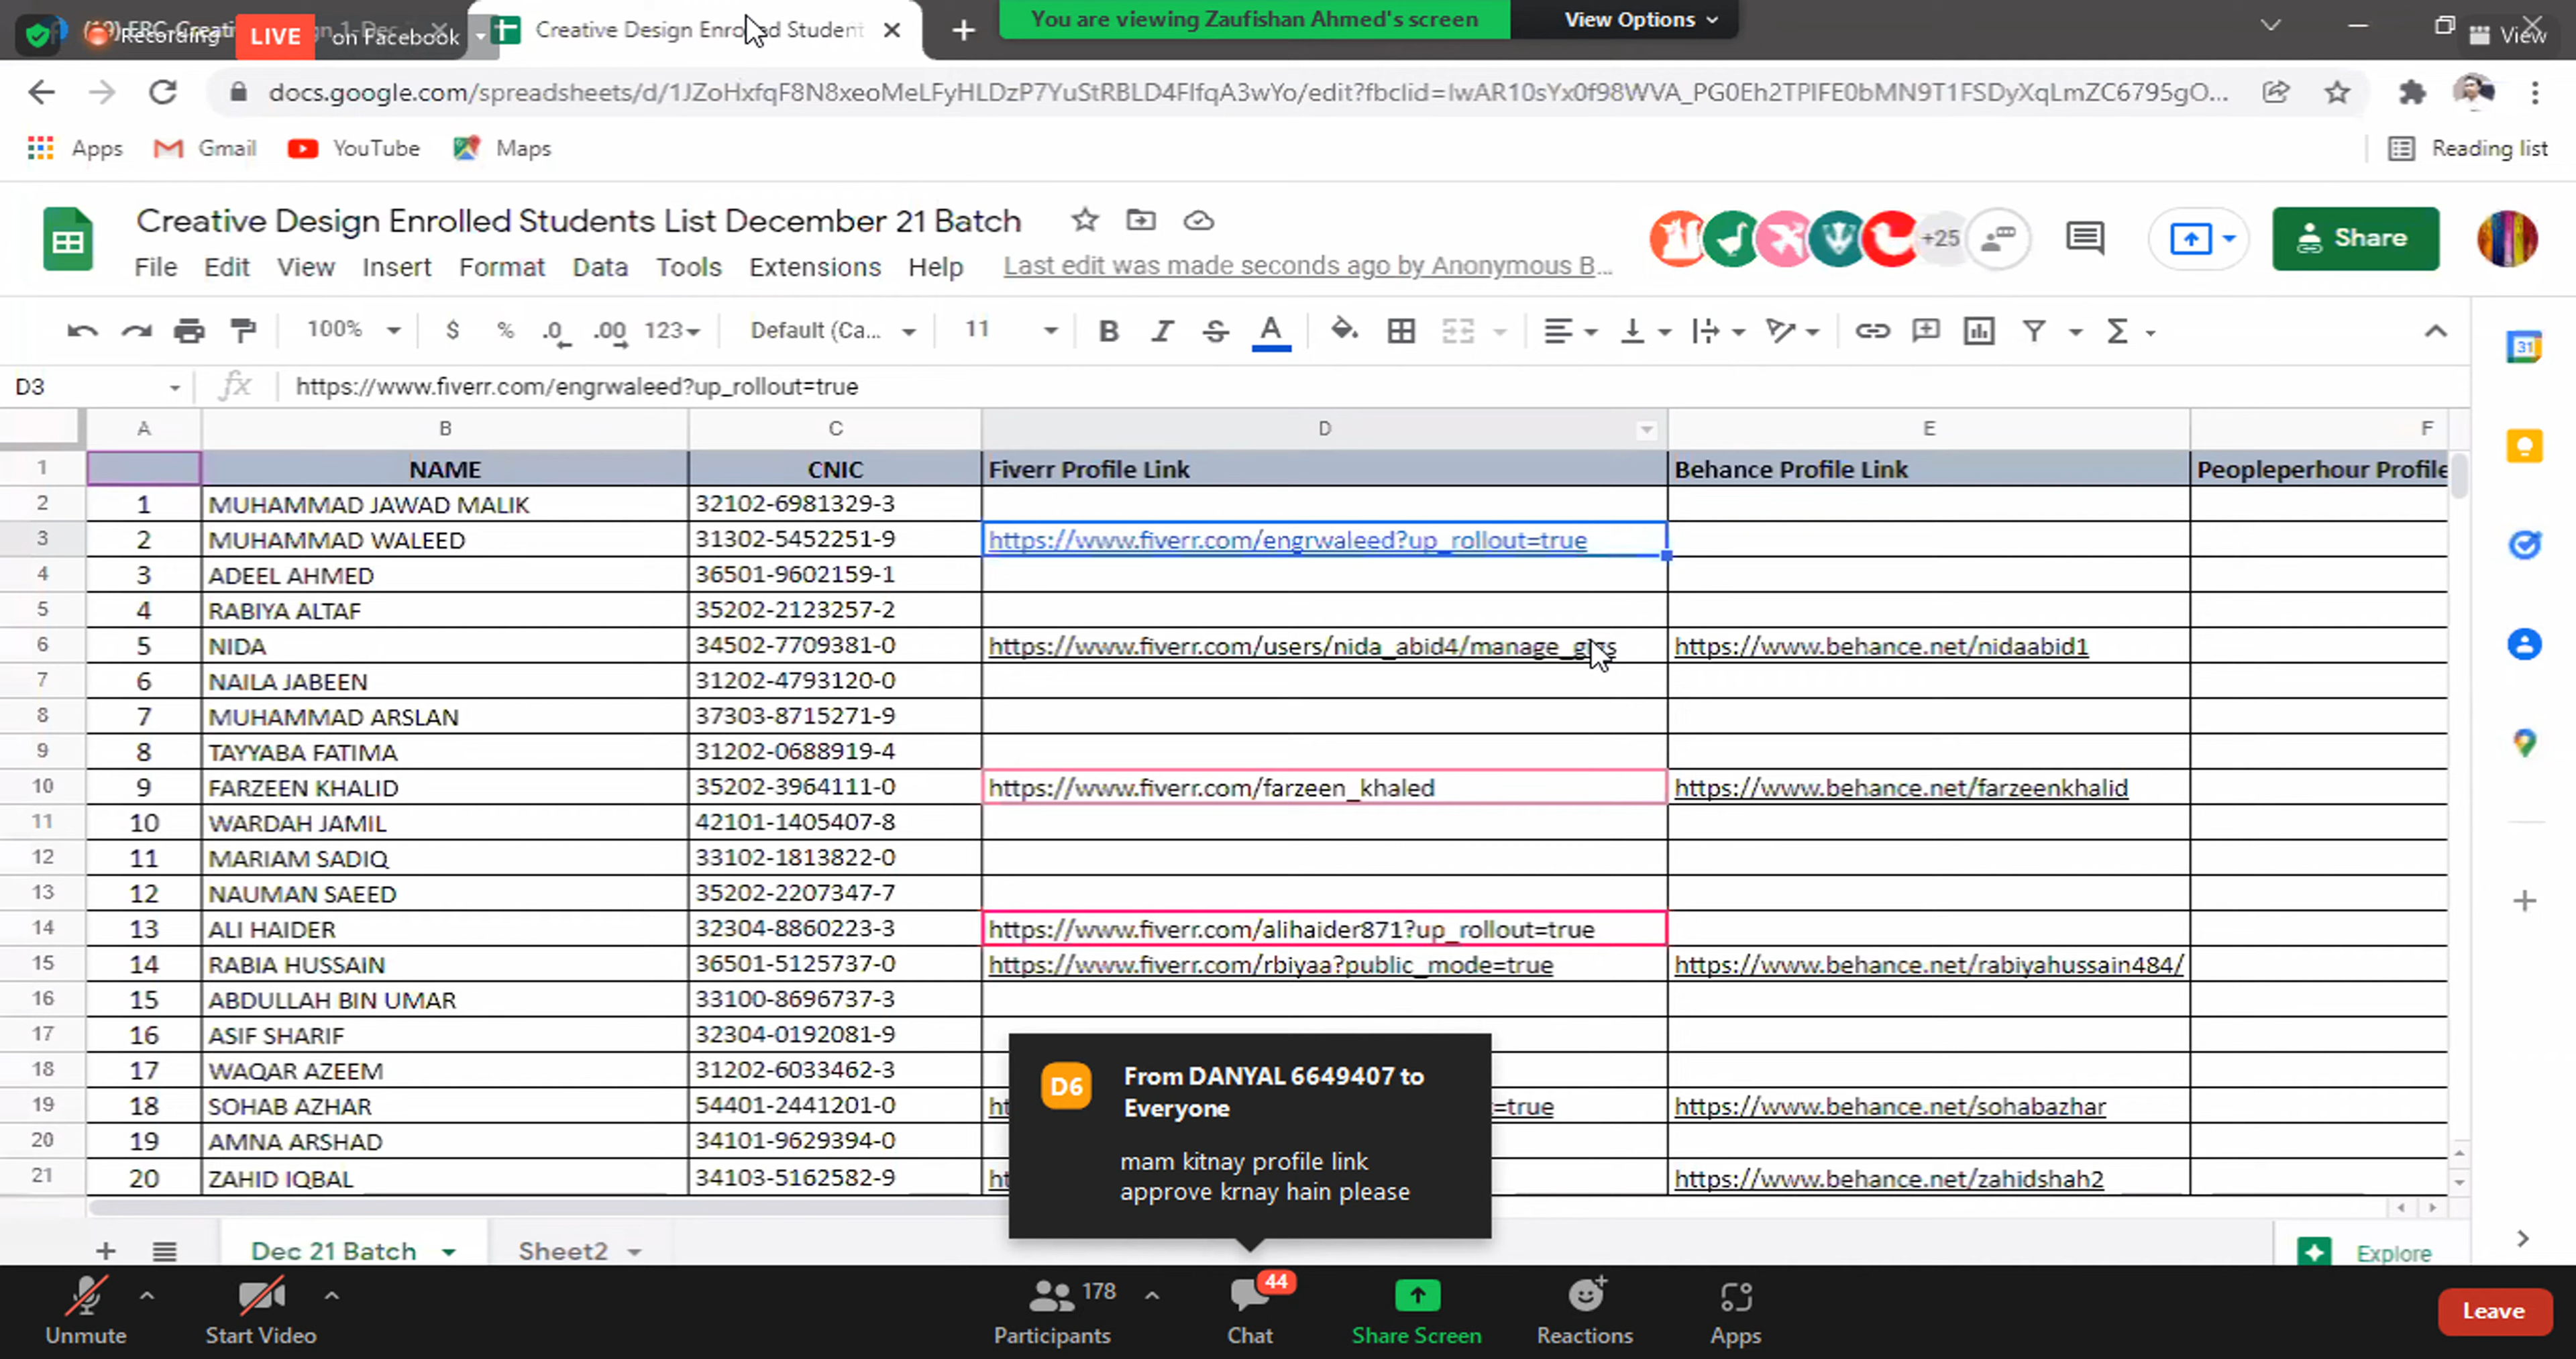 Recording LIVE on Facebook
Creative Design Enrolled Student
You are viewing Zaufishan Ahmed's screen View Options
View
docs.google.com/spreadsheets/d/1JZoHxfqF8N8xeoMeLFyHLDzP7YuStRBLD4FIfqA3wYo/edit?fbclid=IwAR10sYx0f98WVA_PG0Eh2TPIFE0bMN9T1FSDyXqLmZC6795gO...
Apps Gmail YouTube Maps Reading list
Creative Design Enrolled Students List December 21 Batch
+25 Share
File Edit View Insert Format Data Tools Extensions Help Last edit was made seconds ago by Anonymous B...
100% $ % .0 .00 123 Default (Ca... 11 B I S A
31
D3 fx https://www.fiverr.com/engrwaleed?up_rollout=true
A B C D E F
1 NAME CNIC Fiverr Profile Link Behance Profile Link Peopleperhour Profile
2 1 MUHAMMAD JAWAD MALIK 32102-6981329-3
3 2 MUHAMMAD WALEED 31302-5452251-9 https://www.fiverr.com/engrwaleed?up_rollout=true
4 3 ADEEL AHMED 36501-9602159-1
5 4 RABIYA ALTAF 35202-2123257-2
6 5 NIDA 34502-7709381-0 https://www.fiverr.com/users/nida_abid4/manage_gigs https://www.behance.net/nidaabid1
7 6 NAILA JABEEN 31202-4793120-0
8 7 MUHAMMAD ARSLAN 37303-8715271-9
9 8 TAYYABA FATIMA 31202-0688919-4
10 9 FARZEEN KHALID 35202-3964111-0 https://www.fiverr.com/farzeen_khaled https://www.behance.net/farzeenkhalid
11 10 WARDAH JAMIL 42101-1405407-8
12 11 MARIAM SADIQ 33102-1813822-0
13 12 NAUMAN SAEED 35202-2207347-7
14 13 ALI HAIDER 32304-8860223-3 https://www.fiverr.com/alihaider871?up_rollout=true
15 14 RABIA HUSSAIN 36501-5125737-0 https://www.fiverr.com/rbiyaa?public_mode=true https://www.behance.net/rabiyahussain484/
16 15 ABDULLAH BIN UMAR 33100-8696737-3
17 16 ASIF SHARIF 32304-0192081-9
18 17 WAQAR AZEEM 31202-6033462-3
19 18 SOHAB AZHAR 54401-2441201-0 ht =true https://www.behance.net/sohabazhar
20 19 AMNA ARSHAD 34101-9629394-0
21 20 ZAHID IQBAL 34103-5162582-9 ht https://www.behance.net/zahidshah2
D6 From DANYAL 6649407 to
Everyone
mam kitnay profile link
approve krnay hain please
Dec 21 Batch Sheet2 Explore
178 44
Unmute Start Video Participants Chat Share Screen Reactions Apps Leave